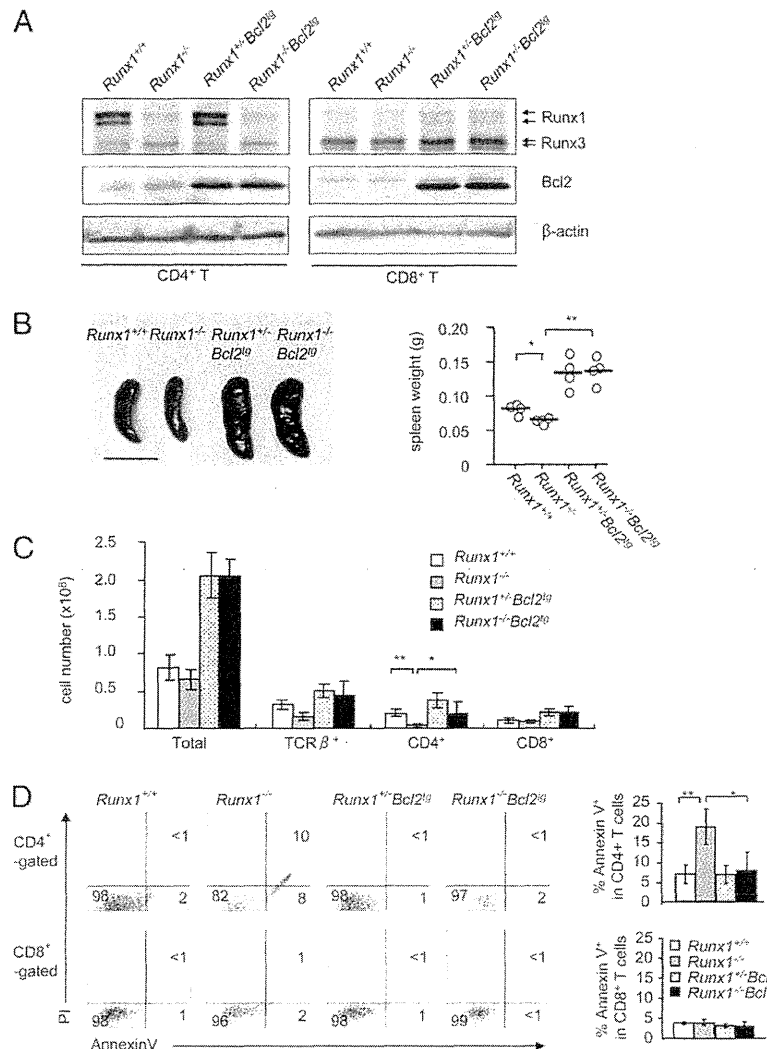 A
Runx1+/+
Runx1-/-
Runx1+/-Bcl2tg
Runx1-/-Bcl2tg
Runx1+/+
Runx1-/-
Runx1+/-Bcl2tg
Runx1-/-Bcl2tg
Runx1
Runx3
Bcl2
β-actin
CD4+ T
CD8+ T
B
Runx1+/+ Runx1-/- Runx1+/- Runx1-/-
Bcl2tg Bcl2tg
spleen weight (g)
0.20
0.15
0.10
0.05
0
*
**
Runx1+/+
Runx1-/-
Runx1+/-Bcl2tg
Runx1-/-Bcl2tg
C
cell number (x10⁸)
2.5
2.0
1.5
1.0
0.5
0
Runx1+/+
Runx1-/-
Runx1+/-Bcl2tg
Runx1-/-Bcl2tg
** *
Total TCRβ+ CD4+ CD8+
D
Runx1+/+ Runx1-/- Runx1+/-Bcl2tg Runx1-/-Bcl2tg
CD4+
-gated
<1 10 <1 <1
98 2 82 8 98 1 97 2
CD8+
-gated
<1 1 <1 <1
98 1 96 2 98 1 99 <1
PI
AnnexinV
% Annexin V+
in CD4+ T cells
25
20
15
10
5
0
** *
% Annexin V+
in CD8+ T cells
25
20
15
10
5
0
Runx1+/+
Runx1-/-
Runx1+/-Bcl
Runx1-/-Bcl